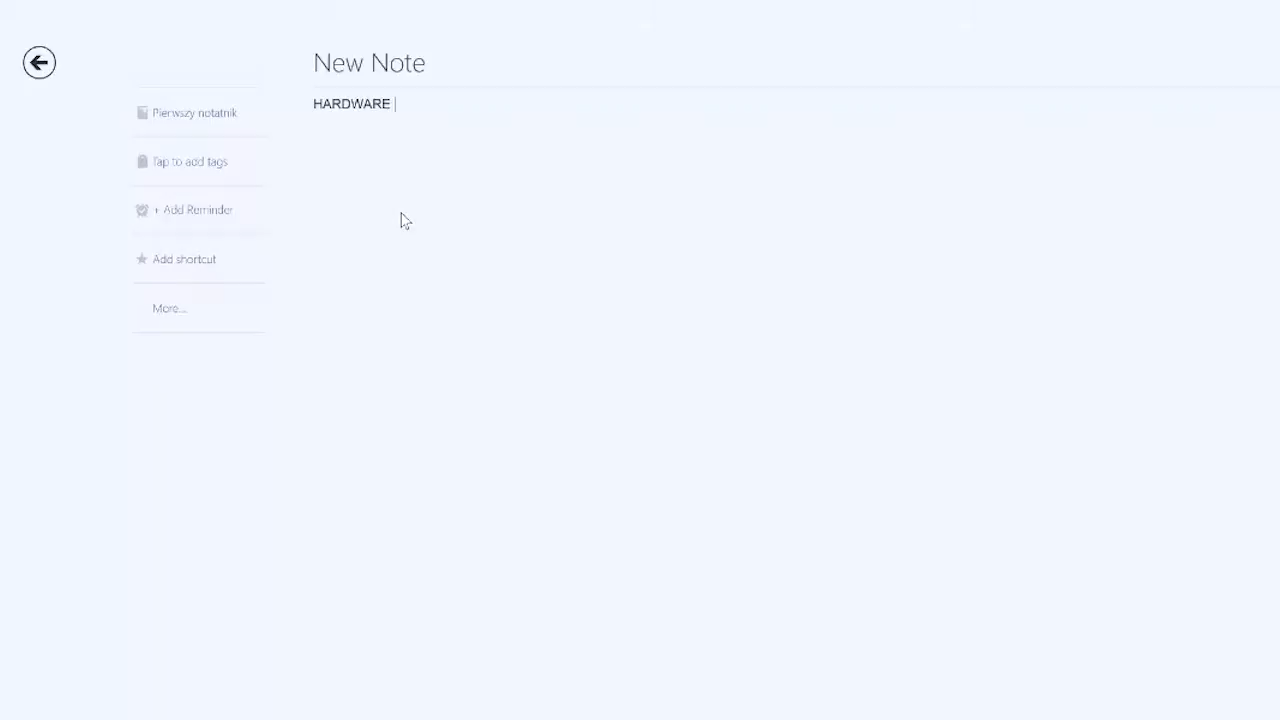 New Note
HARDWARE
Pierwszy notatnik
Tap to add tags
+ Add Reminder
Add shortcut
More...